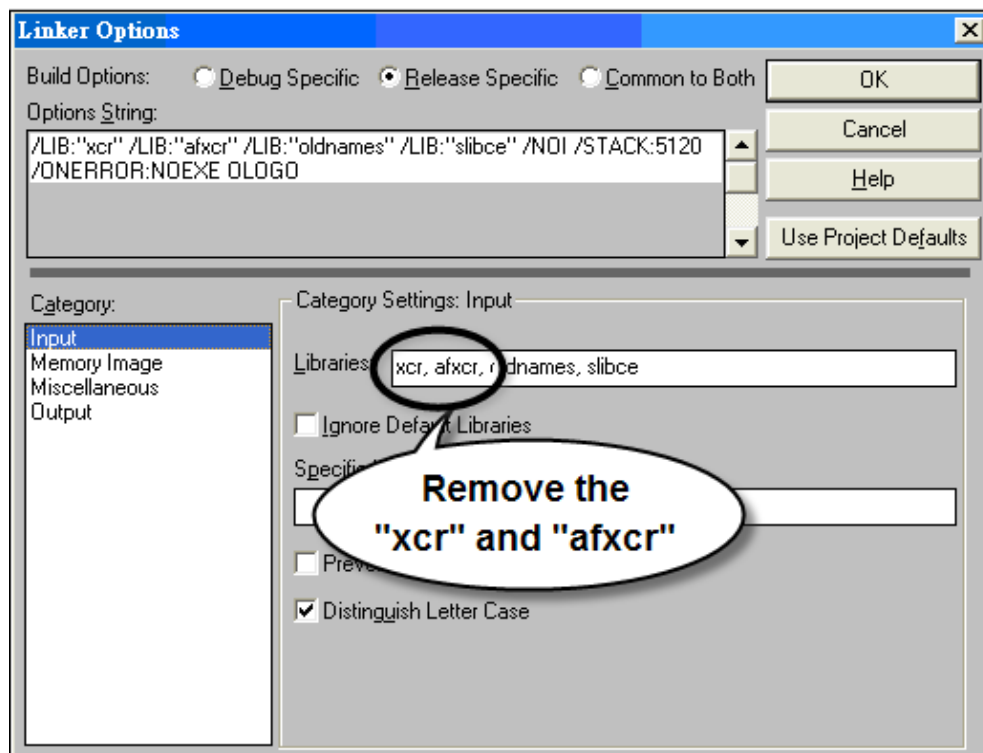 Linker Options
Build Options: Debug Specific Release Specific Common to Both
OK
Options String:
Cancel
/LIB:"xcr" /LIB:"afxcr" /LIB:"oldnames" /LIB:"slibce" /NOI /STACK:5120
/ONERROR:NOEXE OLOGO
Help
Use Project Defaults
Category:
Category Settings: Input
Input
Memory Image
Miscellaneous
Output
Libraries xcr, afxcr, dnames, slibce
Ignore Default Libraries
Remove the
"xcr" and "afxcr"
Distinguish Letter Case